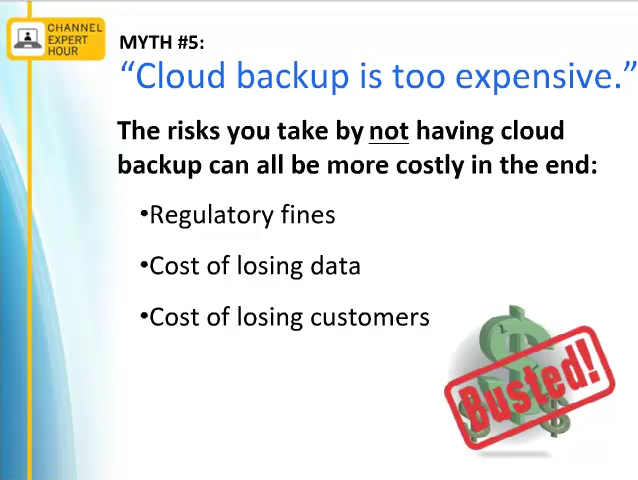 CHANNEL
EXPERT
HOUR
MYTH #5:
“Cloud backup is too expensive.”
The risks you take by not having cloud
backup can all be more costly in the end:
•Regulatory fines
•Cost of losing data
•Cost of losing customers
Busted!